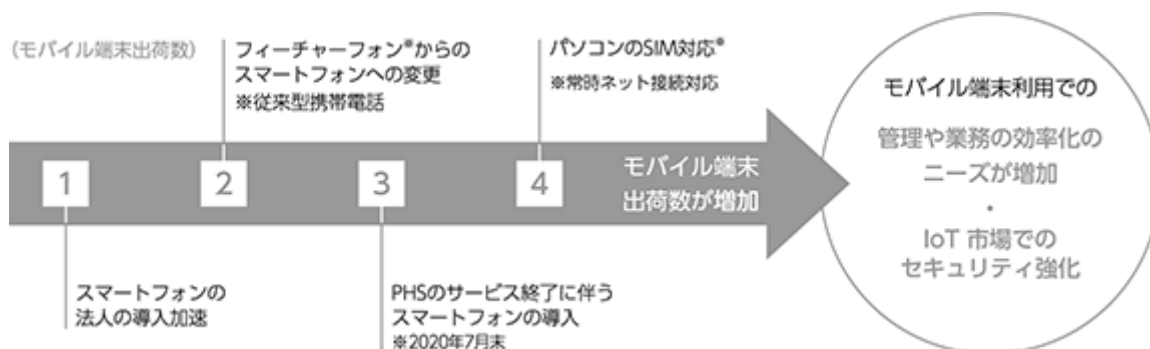 (モバイル端末出荷数)
フィーチャーフォン※からの
スマートフォンへの変更
※従来型携帯電話
パソコンのSIM対応※
※常時ネット接続対応
1
2
3
4
モバイル端末
出荷数が増加
スマートフォンの
法人の導入加速
PHSのサービス終了に伴う
スマートフォンの導入
※2020年7月末
モバイル端末利用での
管理や業務の効率化の
ニーズが増加
・
IoT 市場での
セキュリティ強化